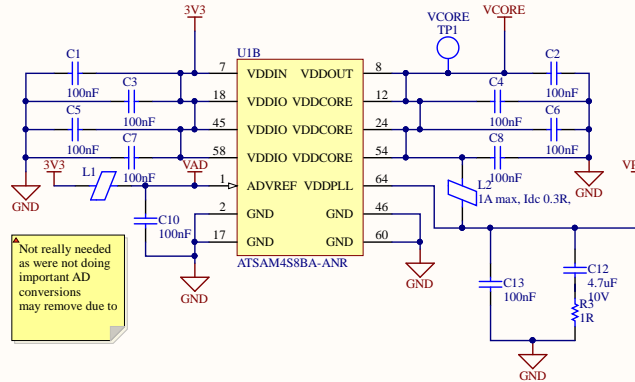 3V3
VCORE
TP1
VCORE
U1B
C1
100nF
C3
100nF
C5
100nF
C7
100nF
7 VDDIN VDDOUT 8
18 VDDIO VDDCORE 12
45 VDDIO VDDCORE 24
58 VDDIO VDDCORE 54
1 ADVREF VDDPLL 64
2 GND GND 46
17 GND GND 60
ATSAM4S8BA-ANR
C2
100nF
C4
100nF
C6
100nF
C8
100nF
3V3
L1
VAD
GND
C10
100nF
GND
GND
GND
L2
1A max, Idc 0.3R,
C13
100nF
C12
4.7uF
10V
R3
1R
GND
Not really needed
as were not doing
important AD
conversions
may remove due to